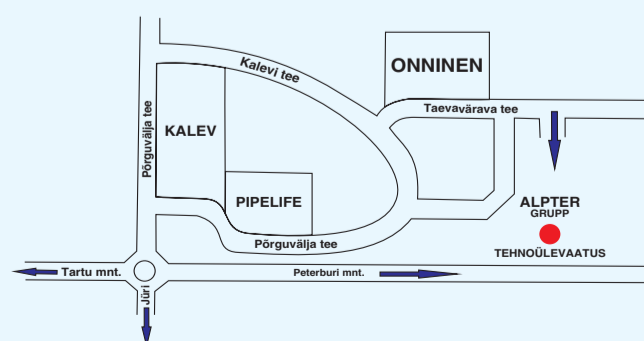 Kalevi tee
ONNINEN
Taevavärava tee
Põrguvälja tee
KALEV
PIPELIFE
ALPTER
GRUPP
TEHNOÜLEVAATUS
Põrguvälja tee
Tartu mnt.
Peterburi mnt.
Jüri